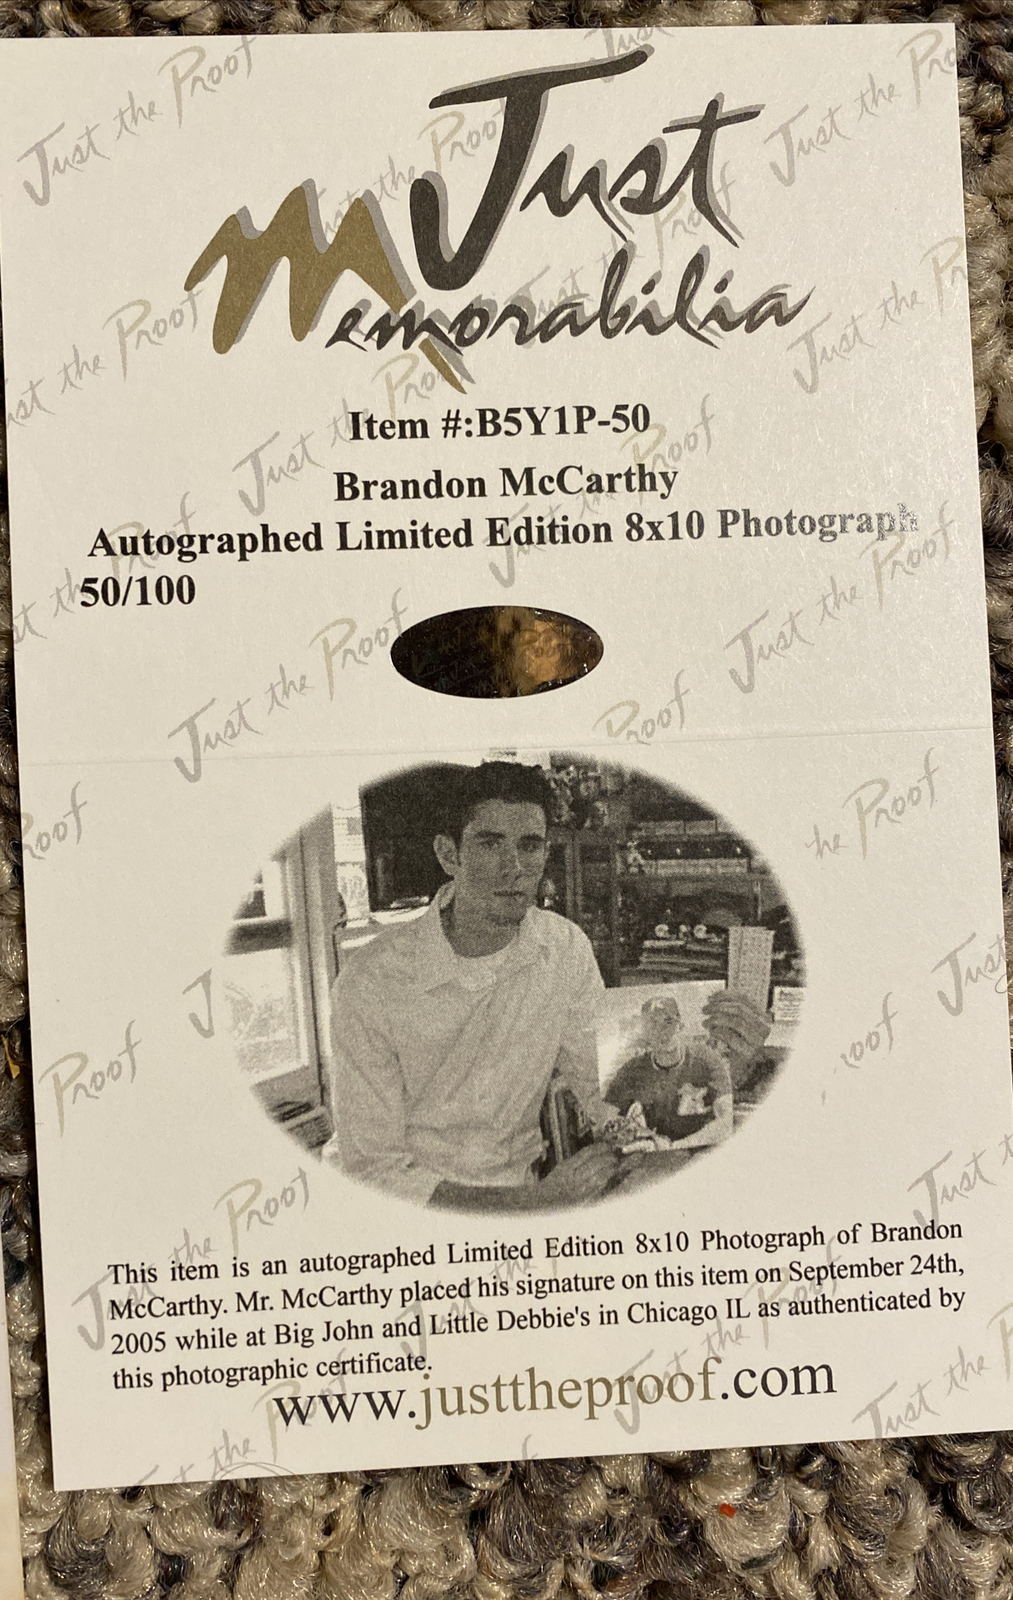 Just
Memorabilia
Item #:B5Y1P-50
Brandon McCarthy
Autographed Limited Edition 8x10 Photograph
50/100
This item is an autographed Limited Edition 8x10 Photograph of Brandon
McCarthy. Mr. McCarthy placed his signature on this item on September 24th,
2005 while at Big John and Little Debbie's in Chicago IL as authenticated by
this photographic certificate.
www.justtheproof.com
Just the Proof